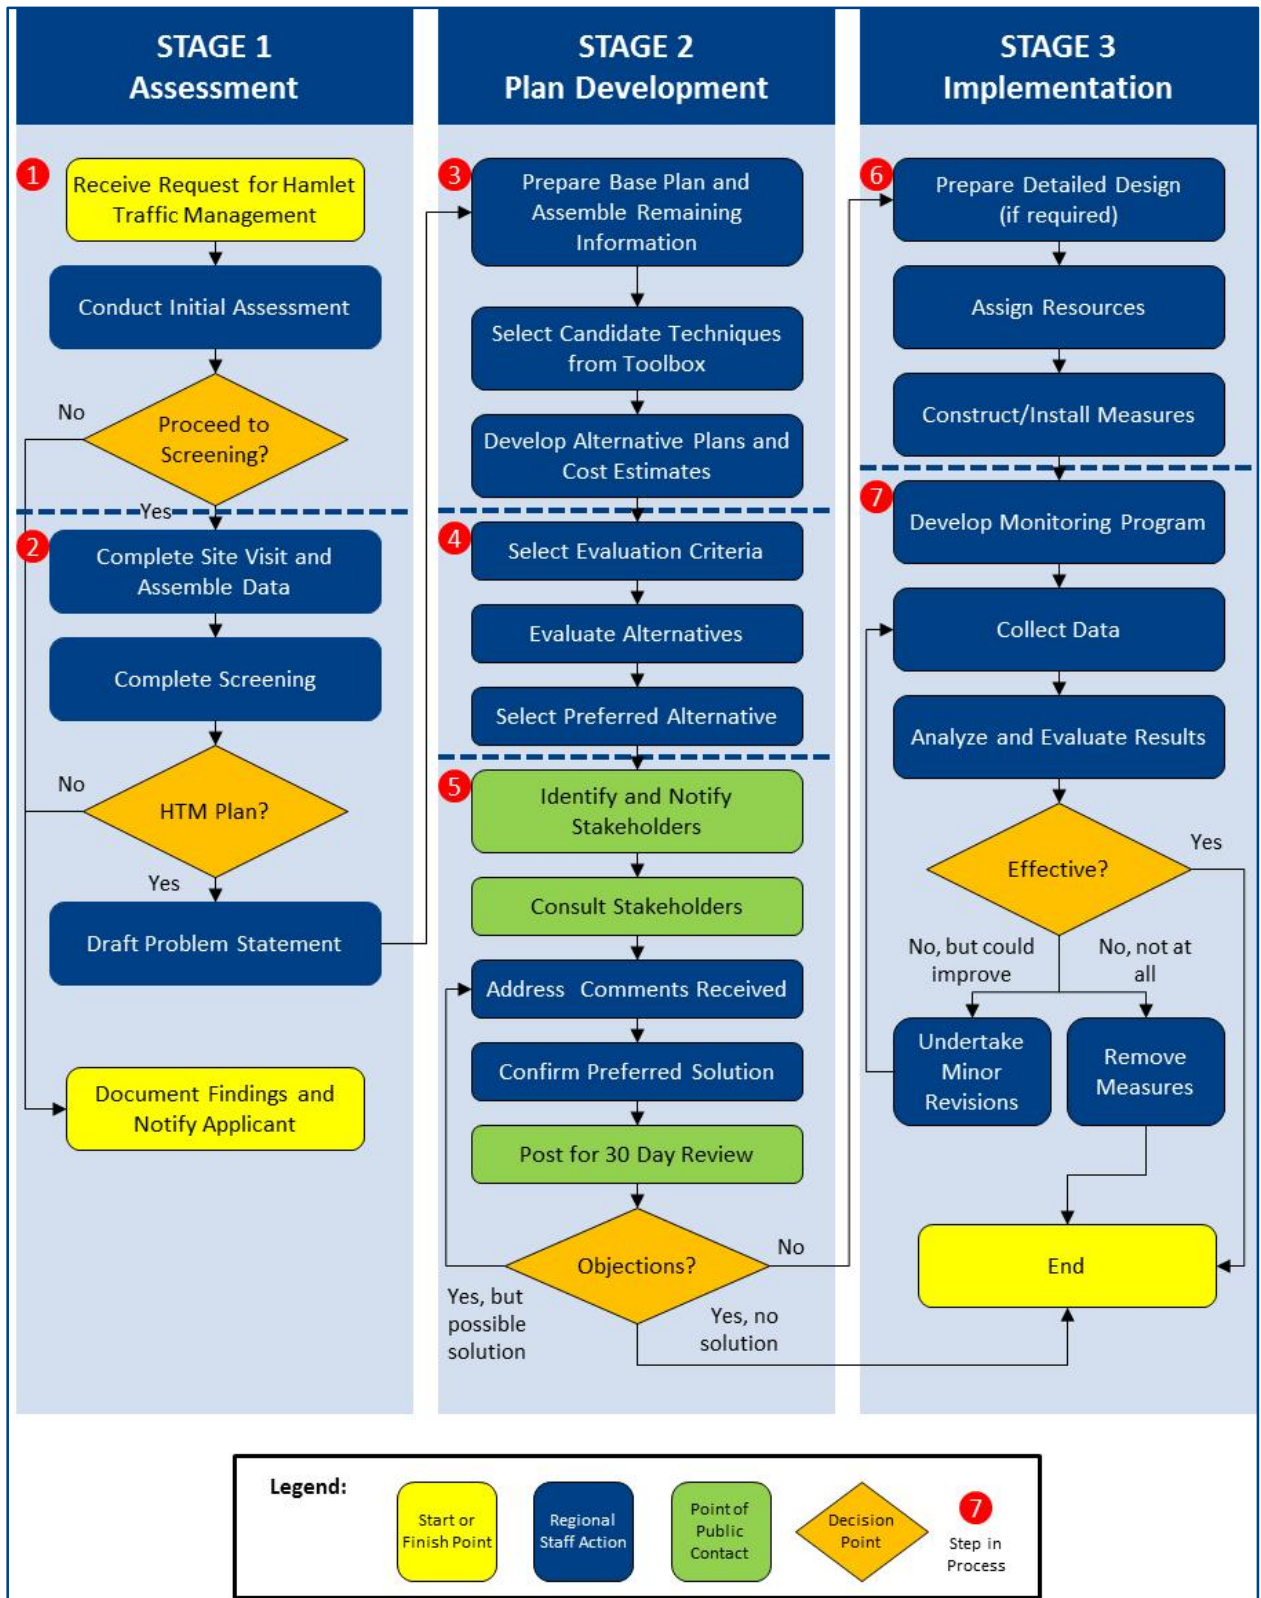 STAGE 1
Assessment
1
Receive Request for Hamlet
Traffic Management
Conduct Initial Assessment
No
Proceed to
Screening?
Yes
2
Complete Site Visit and
Assemble Data
Complete Screening
No
HTM Plan?
Yes
Draft Problem Statement
Document Findings and
Notify Applicant
STAGE 2
Plan Development
3
Prepare Base Plan and
Assemble Remaining
Information
Select Candidate Techniques
from Toolbox
Develop Alternative Plans and
Cost Estimates
4
Select Evaluation Criteria
Evaluate Alternatives
Select Preferred Alternative
5
Identify and Notify
Stakeholders
Consult Stakeholders
Address Comments Received
Confirm Preferred Solution
Post for 30 Day Review
Objections?
No
Yes, but
possible
solution
Yes, no
solution
STAGE 3
Implementation
6
Prepare Detailed Design
(if required)
Assign Resources
Construct/Install Measures
7
Develop Monitoring Program
Collect Data
Analyze and Evaluate Results
Effective?
Yes
No, but could
improve
No, not at
all
Undertake
Minor
Revisions
Remove
Measures
End
Legend:
Start or
Finish Point
Regional
Staff Action
Point of
Public
Contact
Decision
Point
7
Step in
Process